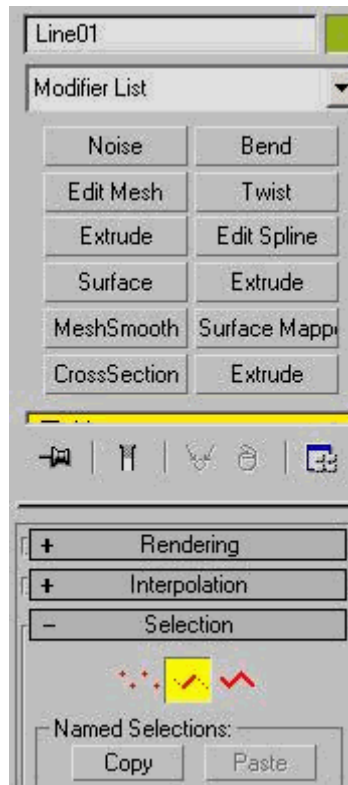 Line01
Modifier List
Noise Bend
Edit Mesh Twist
Extrude Edit Spline
Surface Extrude
MeshSmooth Surface Mapp
CrossSection Extrude
+ Rendering
+ Interpolation
- Selection
Named Selections:
Copy Paste